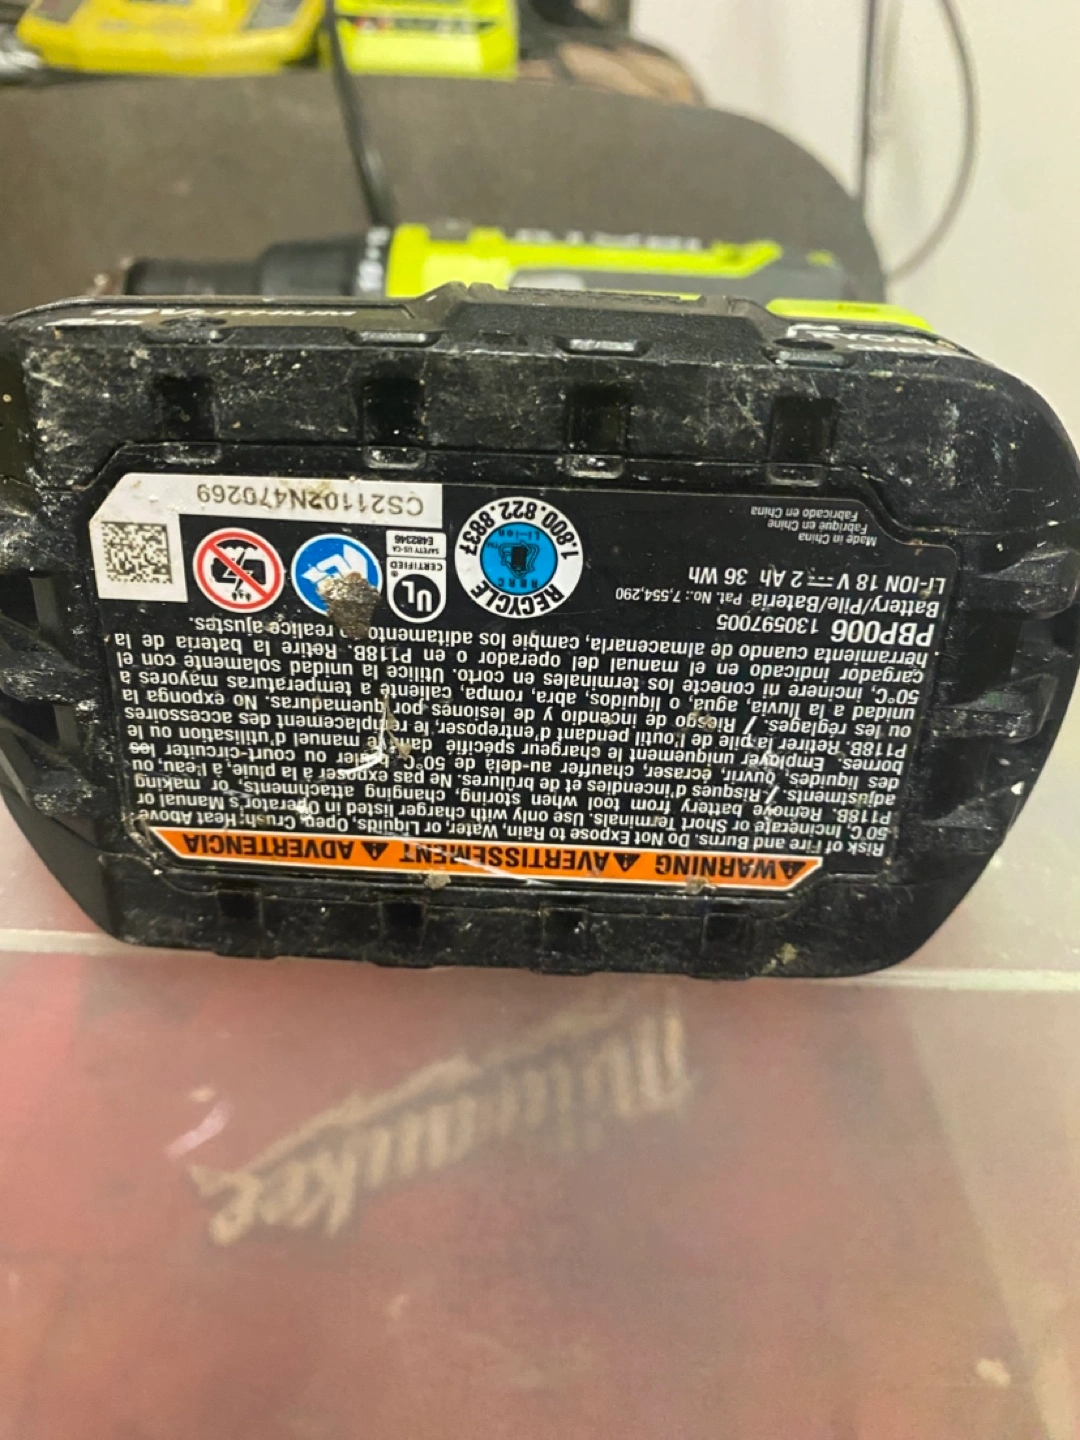 ⚠WARNING ⚠AVERTISSEMENT ⚠ADVERTENCIA
Risk of Fire and Burns. Do Not Expose to Rain, Water, or Liquids, Open, Crush, Heat Above
50°C, Incinerate or Short Terminals. Use only with charger listed in Operator's Manual or
P118B. Remove battery from tool when storing, changing attachments, or making
adjustments. / Risques d'incendies et de brûlures. Ne pas exposer à la pluie, à l'eau, ou
des liquides, ouvrir, écraser, chauffer au-delà de 50°C, brûler ou court-circuiter les
bornes. Employer uniquement le chargeur spécifié dans le manuel d'utilisation ou le
P118B. Retirer la pile de l'outil pendant d'entreposer, le remplacement des accessoires
ou les réglages. / Riesgo de incendio y de lesiones por quemaduras. No exponga la
unidad a la lluvia, agua, o líquidos, abra, rompa, caliente a temperaturas mayores a
50°C, incinere ni conecte los terminales en corto. Utilice la unidad solamente con el
cargador indicado en el manual del operador o en P118B. Retire la batería de la
herramienta cuando de almacenarla, cambie los aditamentos, o realice ajustes.
PBP006 130597005
Battery/Pile/Batería Pat. No.: 7,554,290
LI-ION 18 V 2 Ah 36 Wh
Made in China
Fabriqué en Chine
Fabricado en China
RECYCLE
RBRC
Li-Ion
1.800.822.8837
UL
CERTIFIED
SAFETY US-CA
E482346
CS21102N470269
Milwaukee